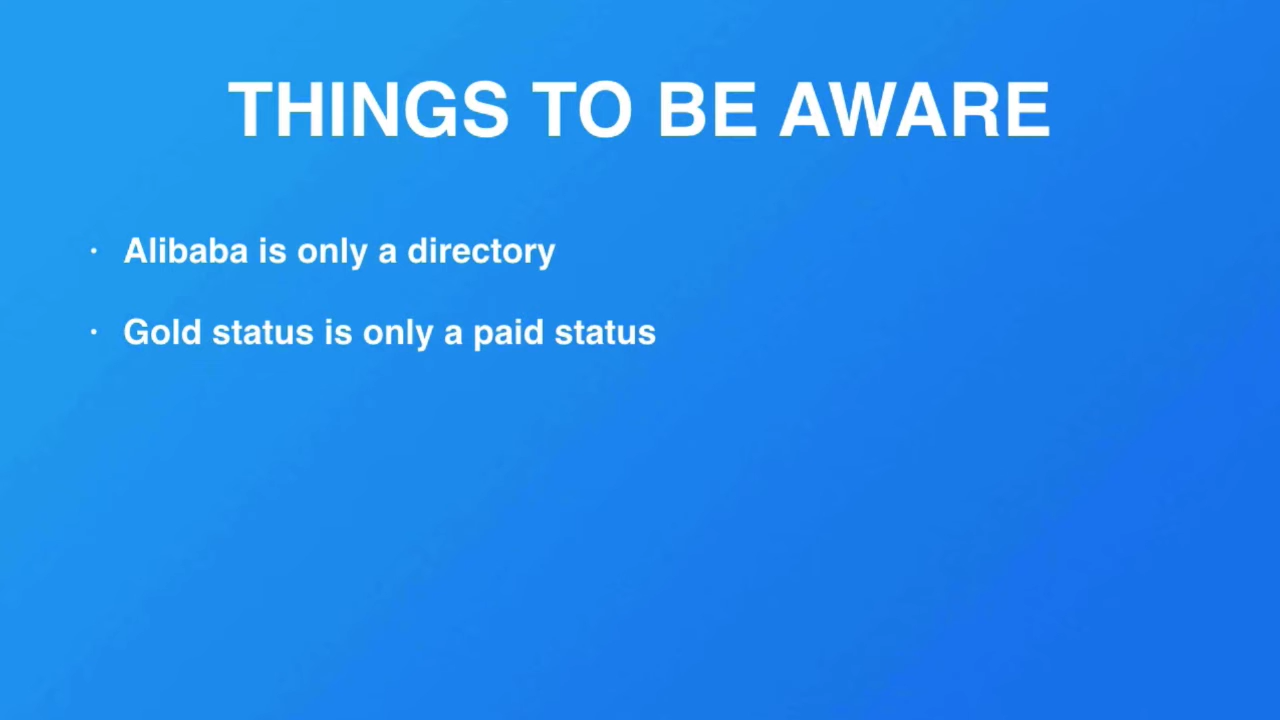 THINGS TO BE AWARE
· Alibaba is only a directory
· Gold status is only a paid status